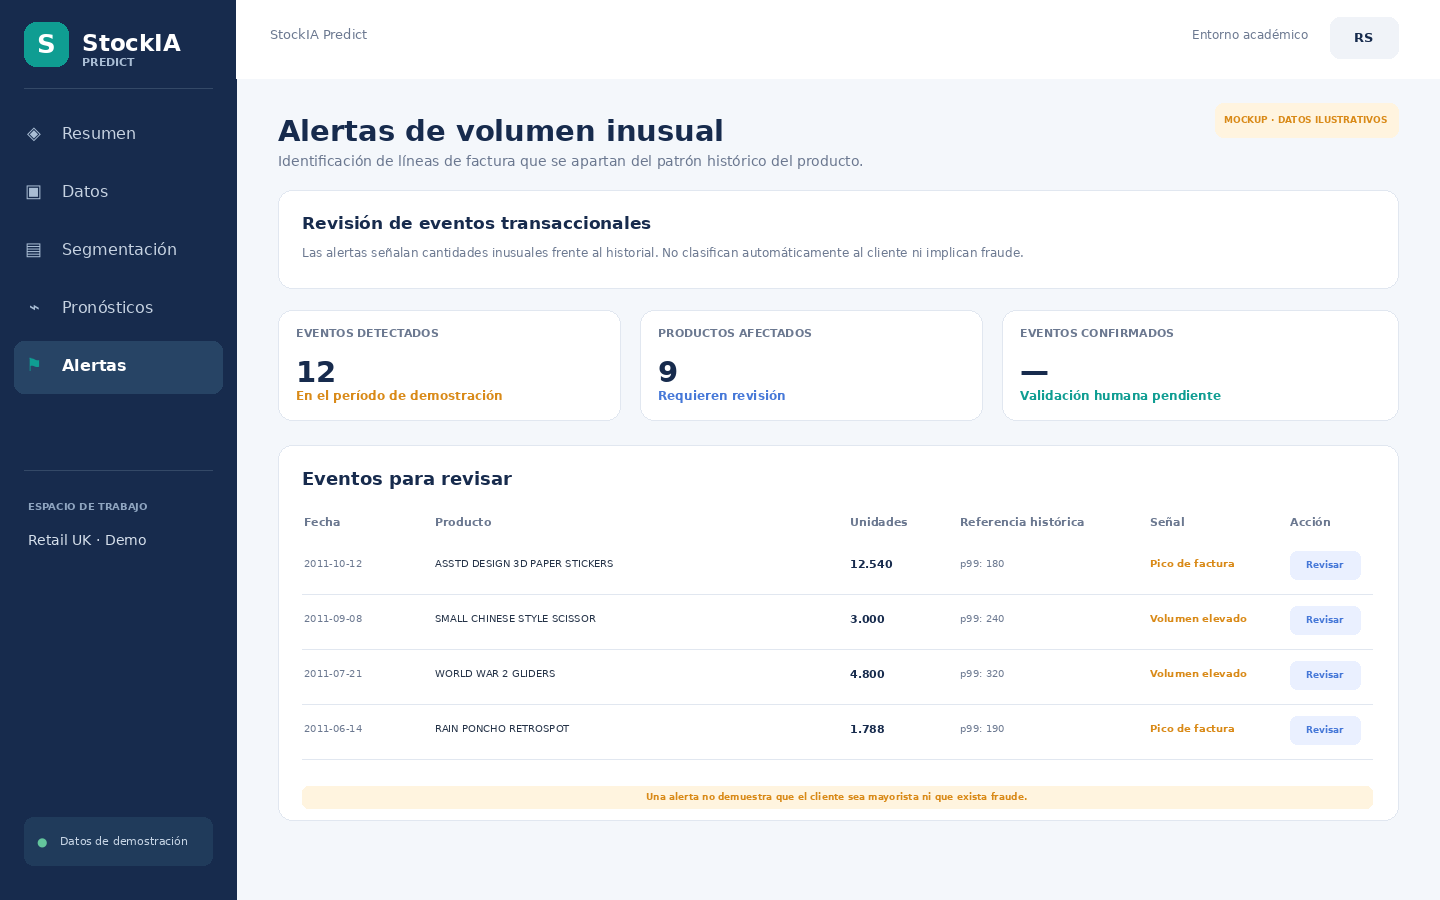 S StockIA
PREDICT
Resumen
Datos
Segmentación
Pronósticos
Alertas
ESPACIO DE TRABAJO
Retail UK · Demo
Datos de demostración
StockIA Predict
Entorno académico
RS
Alertas de volumen inusual
MOCKUP · DATOS ILUSTRATIVOS
Identificación de líneas de factura que se apartan del patrón histórico del producto.
Revisión de eventos transaccionales
Las alertas señalan cantidades inusuales frente al historial. No clasifican automáticamente al cliente ni implican fraude.
EVENTOS DETECTADOS
12
En el período de demostración
PRODUCTOS AFECTADOS
9
Requieren revisión
EVENTOS CONFIRMADOS
—
Validación humana pendiente
Eventos para revisar
Fecha Producto Unidades Referencia histórica Señal Acción
2011-10-12 ASSTD DESIGN 3D PAPER STICKERS 12.540 p99: 180 Pico de factura Revisar
2011-09-08 SMALL CHINESE STYLE SCISSOR 3.000 p99: 240 Volumen elevado Revisar
2011-07-21 WORLD WAR 2 GLIDERS 4.800 p99: 320 Volumen elevado Revisar
2011-06-14 RAIN PONCHO RETROSPOT 1.788 p99: 190 Pico de factura Revisar
Una alerta no demuestra que el cliente sea mayorista ni que exista fraude.